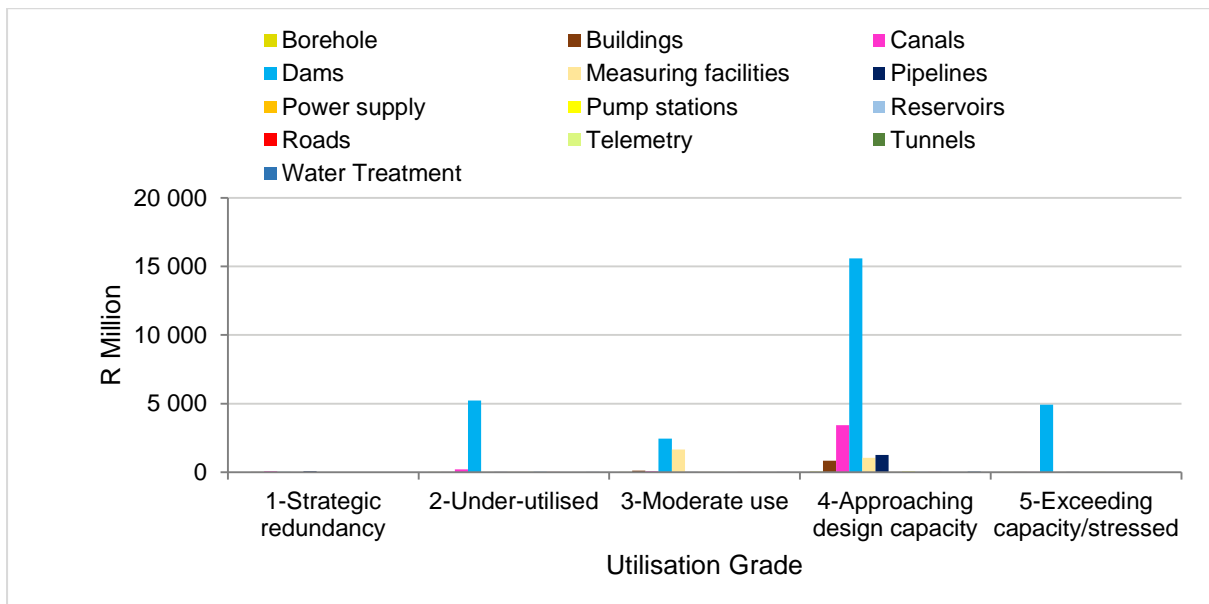 Borehole Buildings Canals
Dams Measuring facilities Pipelines
Power supply Pump stations Reservoirs
Roads Telemetry Tunnels
Water Treatment
20 000
15 000
10 000
5 000
0
R Million
1-Strategic redundancy
2-Under-utilised
3-Moderate use
4-Approaching design capacity
5-Exceeding capacity/stressed
Utilisation Grade